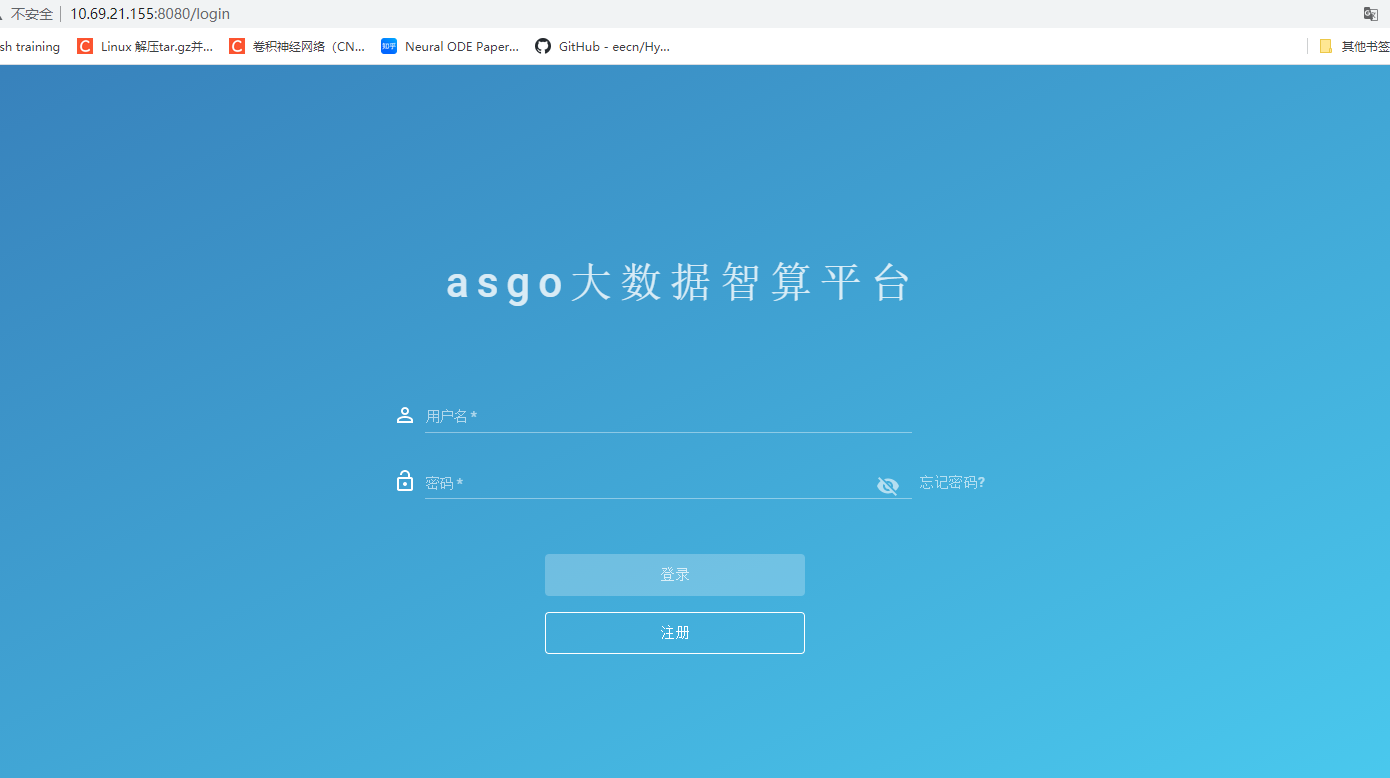 不安全 10.69.21.155:8080/login
sh training Linux 解压tar.gz并... 卷积神经网络（CN... 知乎 Neural ODE Paper... GitHub - eecn/Hy... 其他书签
asgo大数据智算平台
用户名 *
密码 * 忘记密码?
登录
注册